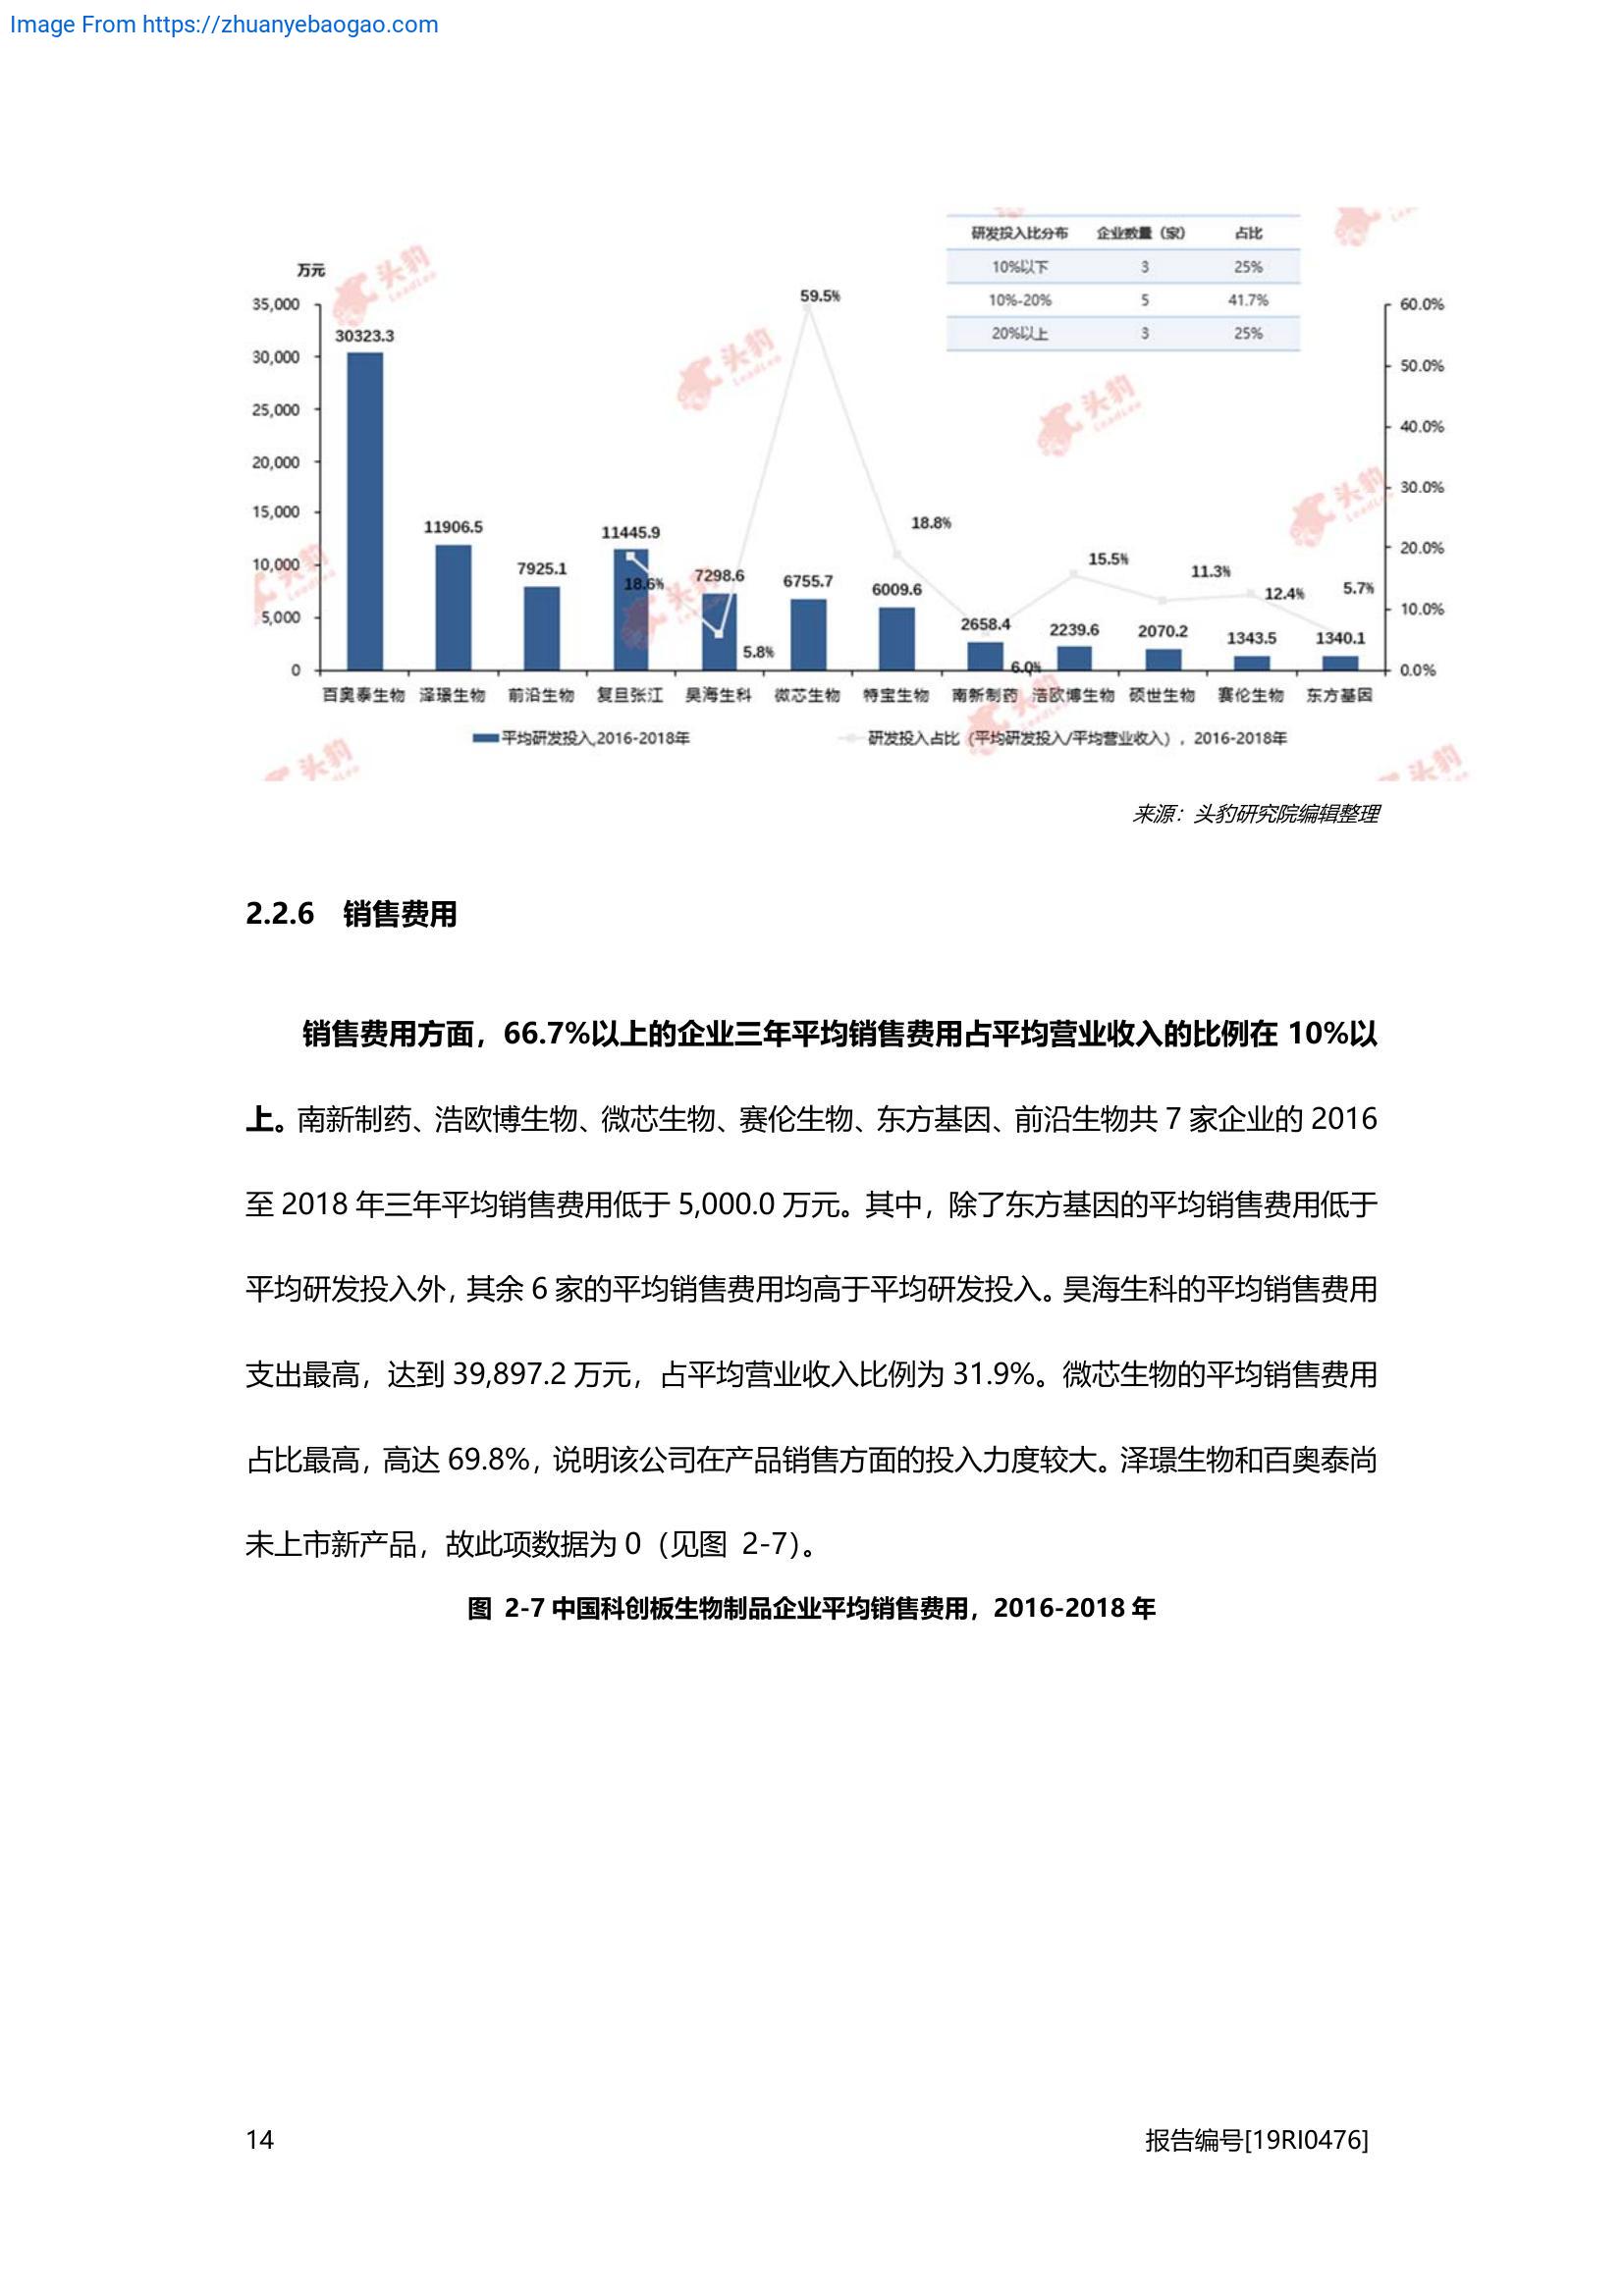 Image From https://zhuanyebaogao.com
研发投入比分布 企业数量（家） 占比
10%以下 3 25%
10%-20% 5 41.7%
20%以上 3 25%
万元
35,000
30,000
25,000
20,000
15,000
10,000
5,000
0
60.0%
50.0%
40.0%
30.0%
20.0%
10.0%
0.0%
30323.3
11906.5
7925.1
11445.9
7298.6
6755.7
6009.6
2658.4
2239.6
2070.2
1343.5
1340.1
18.6%
5.8%
59.5%
18.8%
6.0%
15.5%
11.3%
12.4%
5.7%
百奥泰生物 泽璟生物 前沿生物 复旦张江 昊海生科 微芯生物 特宝生物 南新制药 浩欧博生物 硕世生物 赛伦生物 东方基因
平均研发投入,2016-2018年 研发投入占比（平均研发投入/平均营业收入）, 2016-2018年
头豹
LeadLeo
来源：头豹研究院编辑整理
2.2.6 销售费用
销售费用方面，66.7%以上的企业三年平均销售费用占平均营业收入的比例在 10%以
上。南新制药、浩欧博生物、微芯生物、赛伦生物、东方基因、前沿生物共 7 家企业的 2016
至 2018 年三年平均销售费用低于 5,000.0 万元。其中，除了东方基因的平均销售费用低于
平均研发投入外，其余 6 家的平均销售费用均高于平均研发投入。昊海生科的平均销售费用
支出最高，达到 39,897.2 万元，占平均营业收入比例为 31.9%。微芯生物的平均销售费用
占比最高，高达 69.8%，说明该公司在产品销售方面的投入力度较大。泽璟生物和百奥泰尚
未上市新产品，故此项数据为 0（见图 2-7）。
图 2-7 中国科创板生物制品企业平均销售费用，2016-2018 年
14 报告编号[19RI0476]